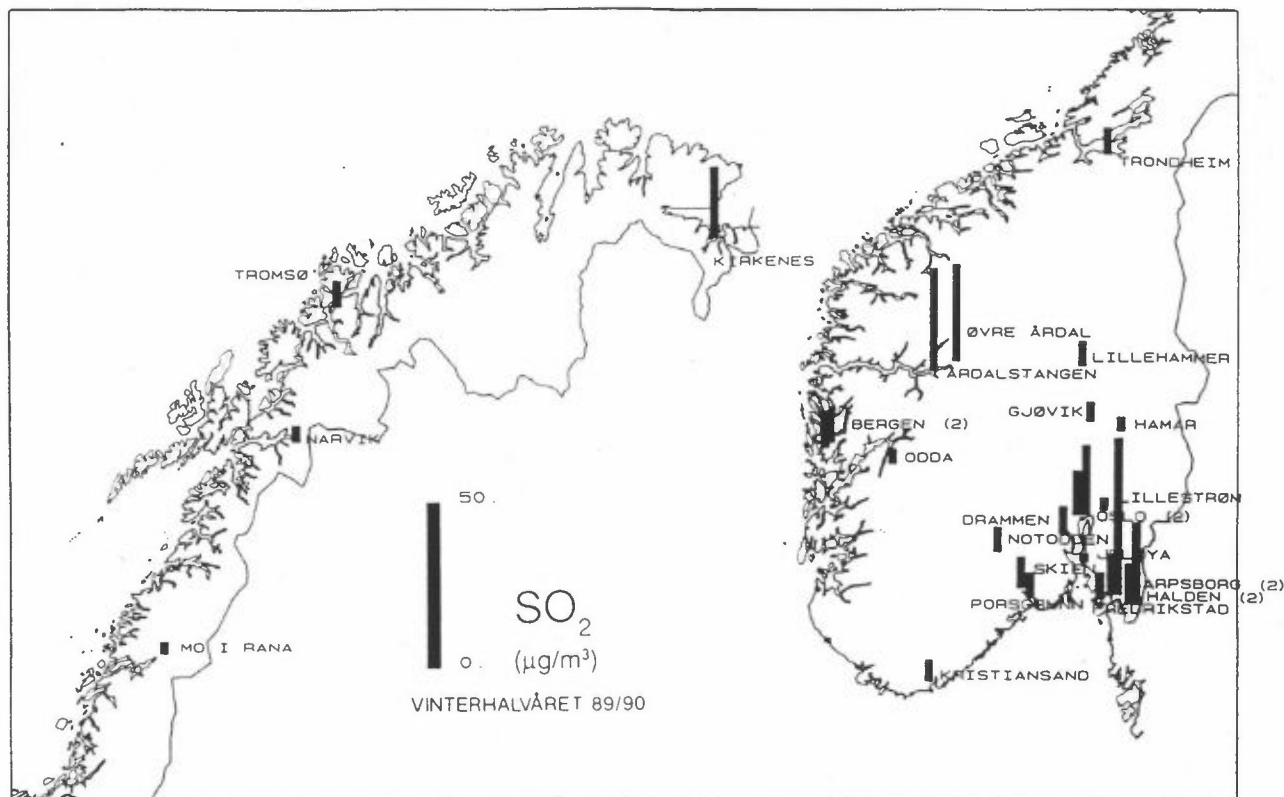 TRONDHEIM
KIRKENES
TROMSØ
ØVRE ÅRDAL
LILLEHAMMER
ÅRDALSTANGEN
GJØVIK
HAMAR
BERGEN (2)
NARVIK
ODDA
50.
LILLESTRØM
DRAMMEN
OSLO (2)
NOTODDEN
YA
SKIEN
ARPSBORG (2)
HALDEN (2)
PORSGRUNN
FREDRIKSTAD
SO₂
MO I RANA
0.
(µg/m³)
KRISTIANSAND
VINTERHALVÅRET 89/90